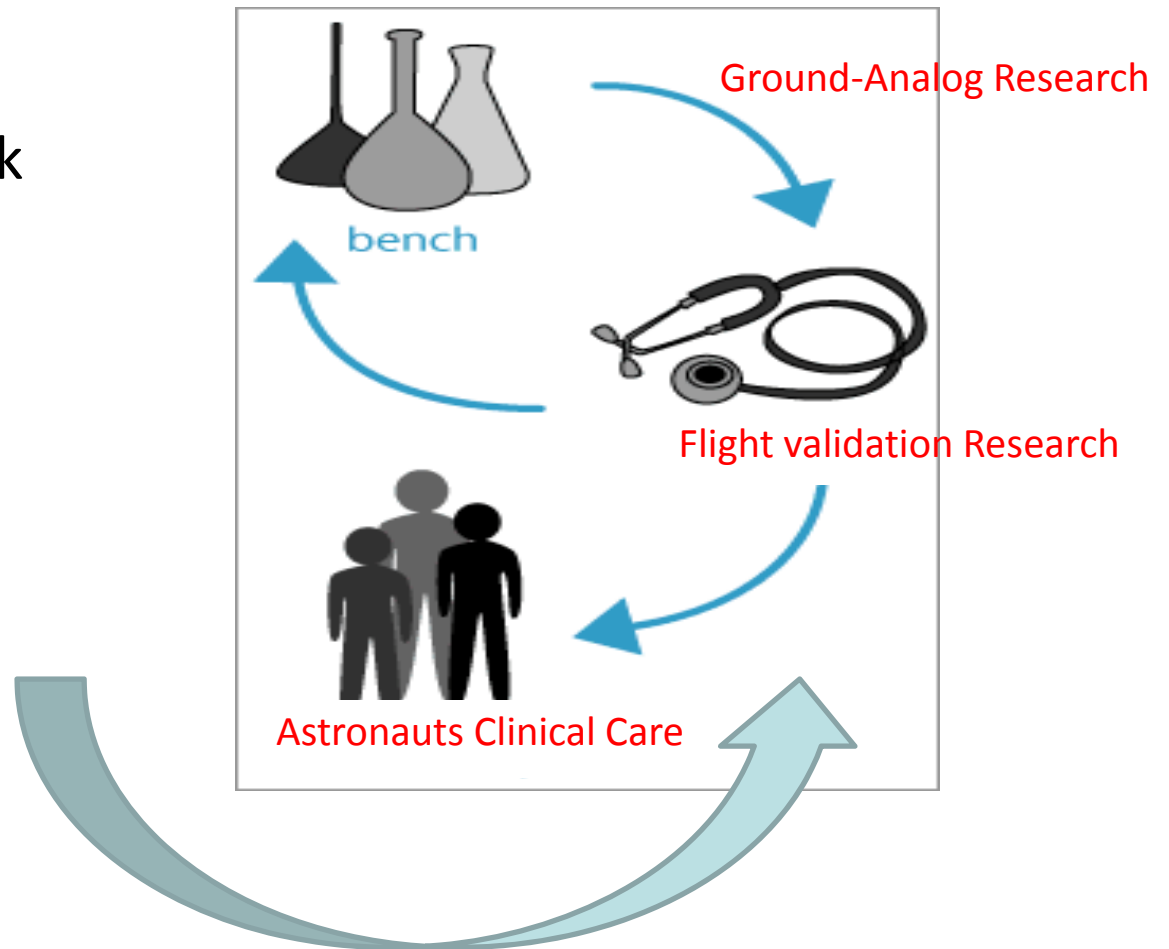 Ground-Analog Research
k
bench
Flight validation Research
Astronauts Clinical Care